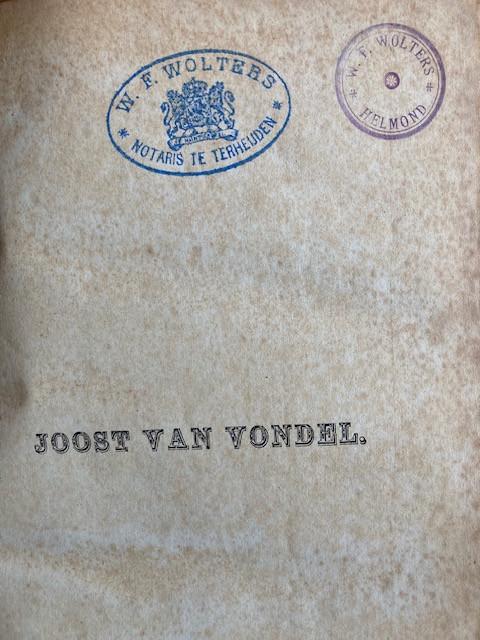 W. F. WOLTERS
* NOTARIS TE TERHEIJDEN *
* W. F. WOLTERS *
HELMOND
JOOST VAN VONDEL.